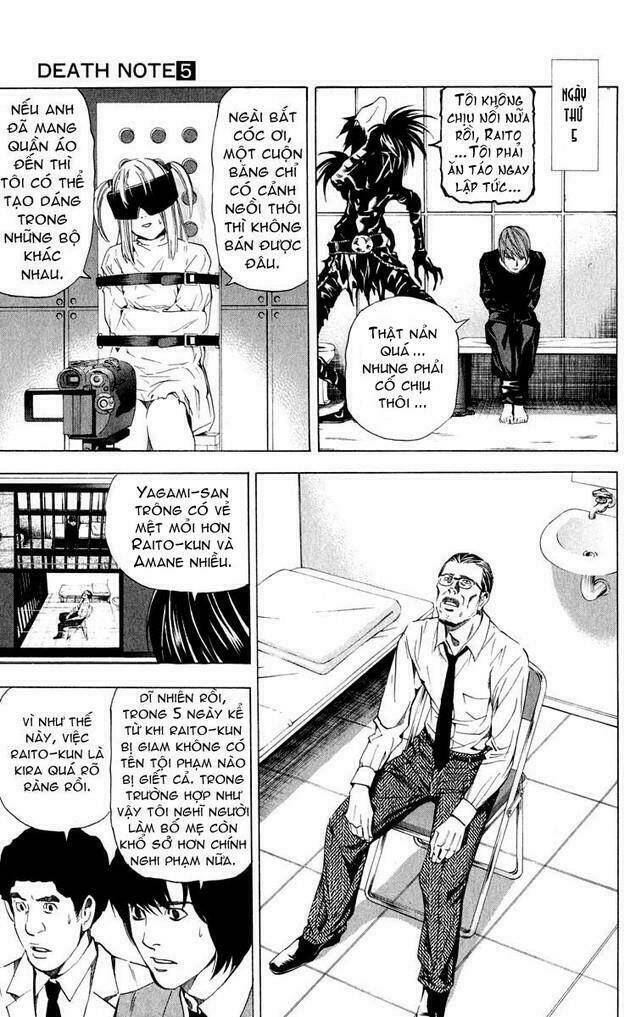 DEATH NOTE 5
NGÀY
THỨ
5
TÔI KHÔNG
CHỊU NỔI NỮA
RỒI, RAITO
...TÔI PHẢI
ĂN TÁO NGAY
LẬP TỨC...
THẬT NẢN
QUÁ ...
NHƯNG PHẢI
CỐ CHỊU
THÔI ...
NGÀI BẮT
CÓC ƠI,
MỘT CUỘN
BĂNG CHỈ
CÓ CẢNH
NGỒI THÔI
THÌ KHÔNG
BÁN ĐƯỢC
ĐÂU.
NẾU ANH
ĐÃ MANG
QUẦN ÁO
ĐẾN THÌ
TÔI CÓ THỂ
TẠO DÁNG
TRONG
NHỮNG BỘ
KHÁC
NHAU.
YAGAMI-SAN
TRÔNG CÓ VẺ
MỆT MỎI HƠN
RAITO-KUN VÀ
AMANE NHIỀU.
DĨ NHIÊN RỒI,
TRONG 5 NGÀY KỂ
TỪ KHI RAITO-KUN
BỊ GIAM KHÔNG CÓ
TÊN TỘI PHẠM NÀO
BỊ GIẾT CẢ. TRONG
TRƯỜNG HỢP NHƯ
VẬY TÔI NGHĨ NGƯỜI
LÀM BỐ MẸ CÒN
KHỔ SỞ HƠN CHÍNH
NGHI PHẠM NỮA.
VÌ NHƯ THẾ
NÀY, VIỆC
RAITO-KUN LÀ
KIRA QUÁ RÕ
RÀNG RỒI.